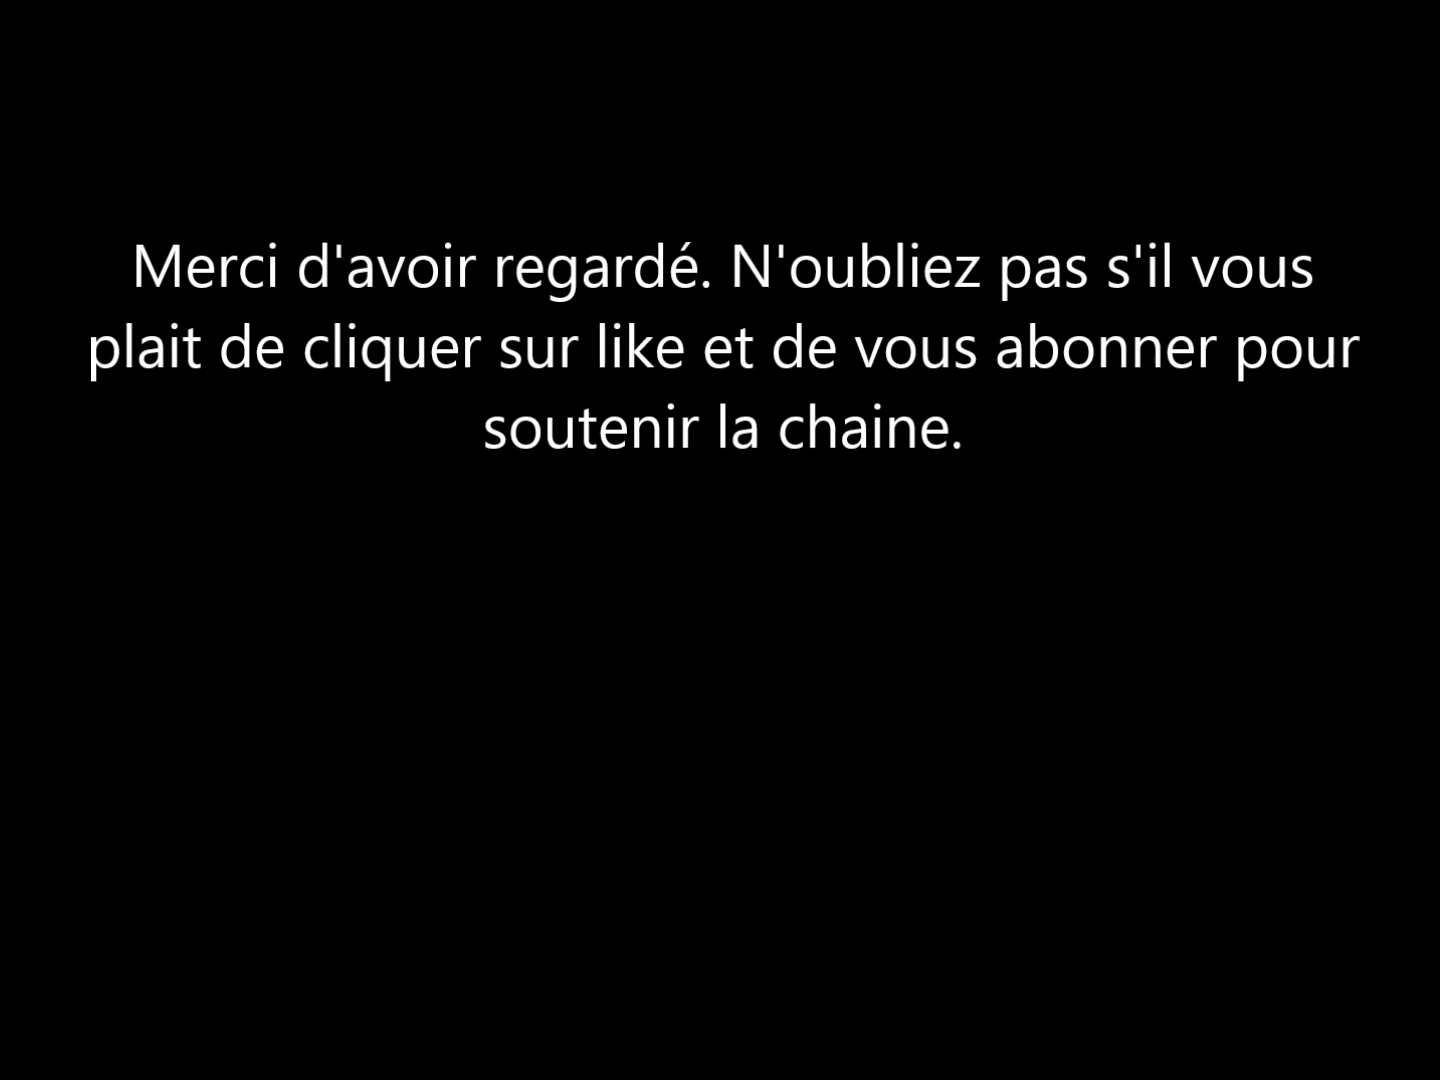 Merci d'avoir regardé. N'oubliez pas s'il vous
plait de cliquer sur like et de vous abonner pour
soutenir la chaine.